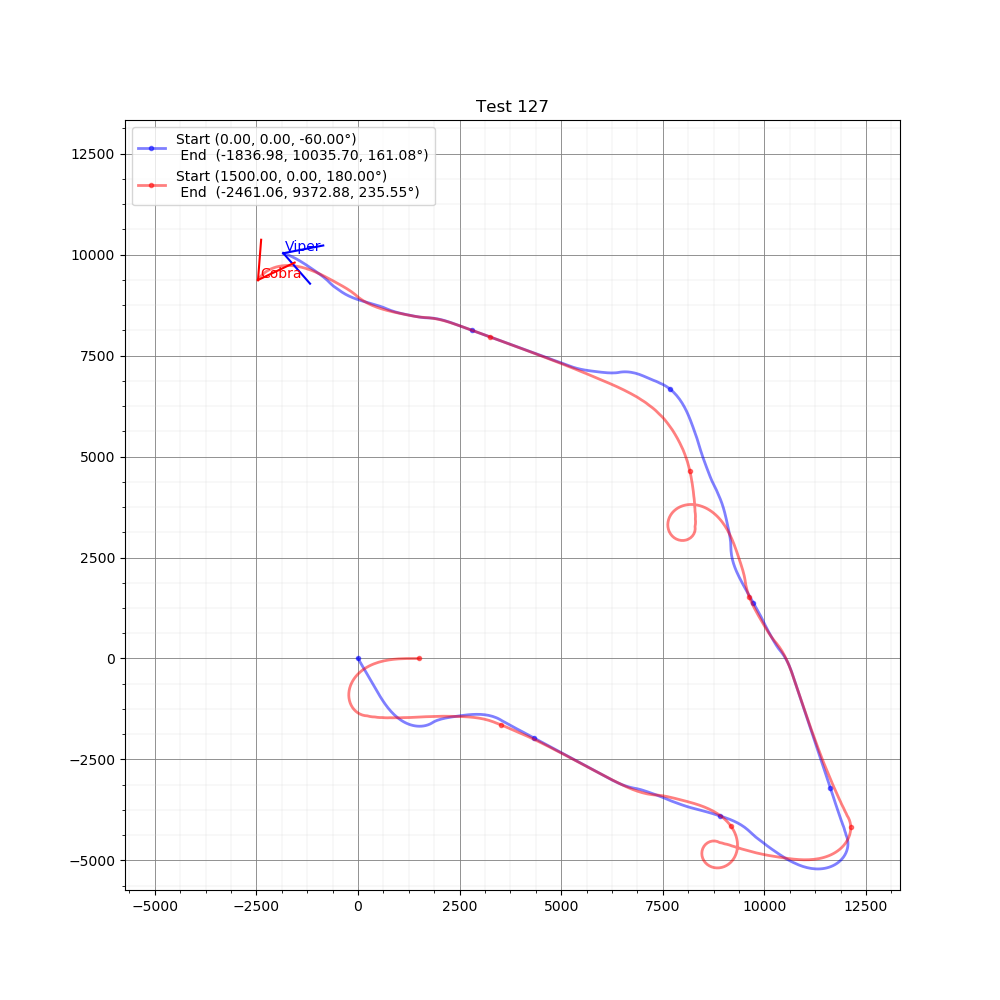 Test 127
Start (0.00, 0.00, -60.00°)
End  (-1836.98, 10035.70, 161.08°)
Start (1500.00, 0.00, 180.00°)
End  (-2461.06, 9372.88, 235.55°)
12500
10000
7500
5000
2500
0
−2500
−5000
Viper
Cobra
−5000 −2500 0 2500 5000 7500 10000 12500